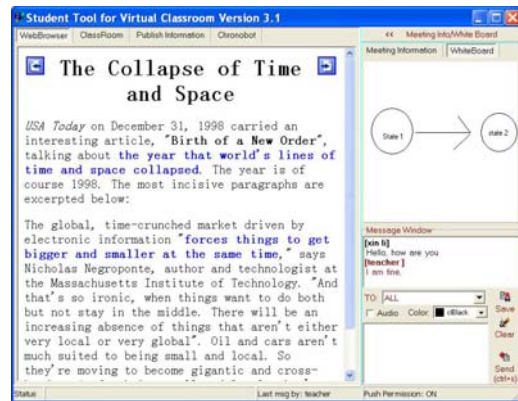 Student Tool for Virtual Classroom Version 3.1
WebBrowser ClassRoom Publish Information Chronobot
The Collapse of Time
and Space
USA Today on December 31, 1998 carried an
interesting article, "Birth of a New Order",
talking about the year that world's lines of
time and space collapsed. The year is of
course 1998. The most incisive paragraphs are
excerpted below:
The global, time-crunched market driven by
electronic information "forces things to get
bigger and smaller at the same time," says
Nicholas Negroponte, author and technologist at
the Massachusetts Institute of Technology. "And
that's so ironic, when things want to do both
but not stay in the middle. There will be an
increasing absence of things that aren't either
very local or very global". Oil and cars aren't
much suited to being small and local. So
they're moving to become gigantic and cross-
<< Meeting Info/White Board
Meeting Information WhiteBoard
State 1
state 2
Message Window
[xin li]
Hello, how are you
[teacher]
I am fine,
TO: ALL
Audio Color: clBlack
Save
Clear
Send
(ctrl+s)
Status Last msg by: teacher Push Permission: ON